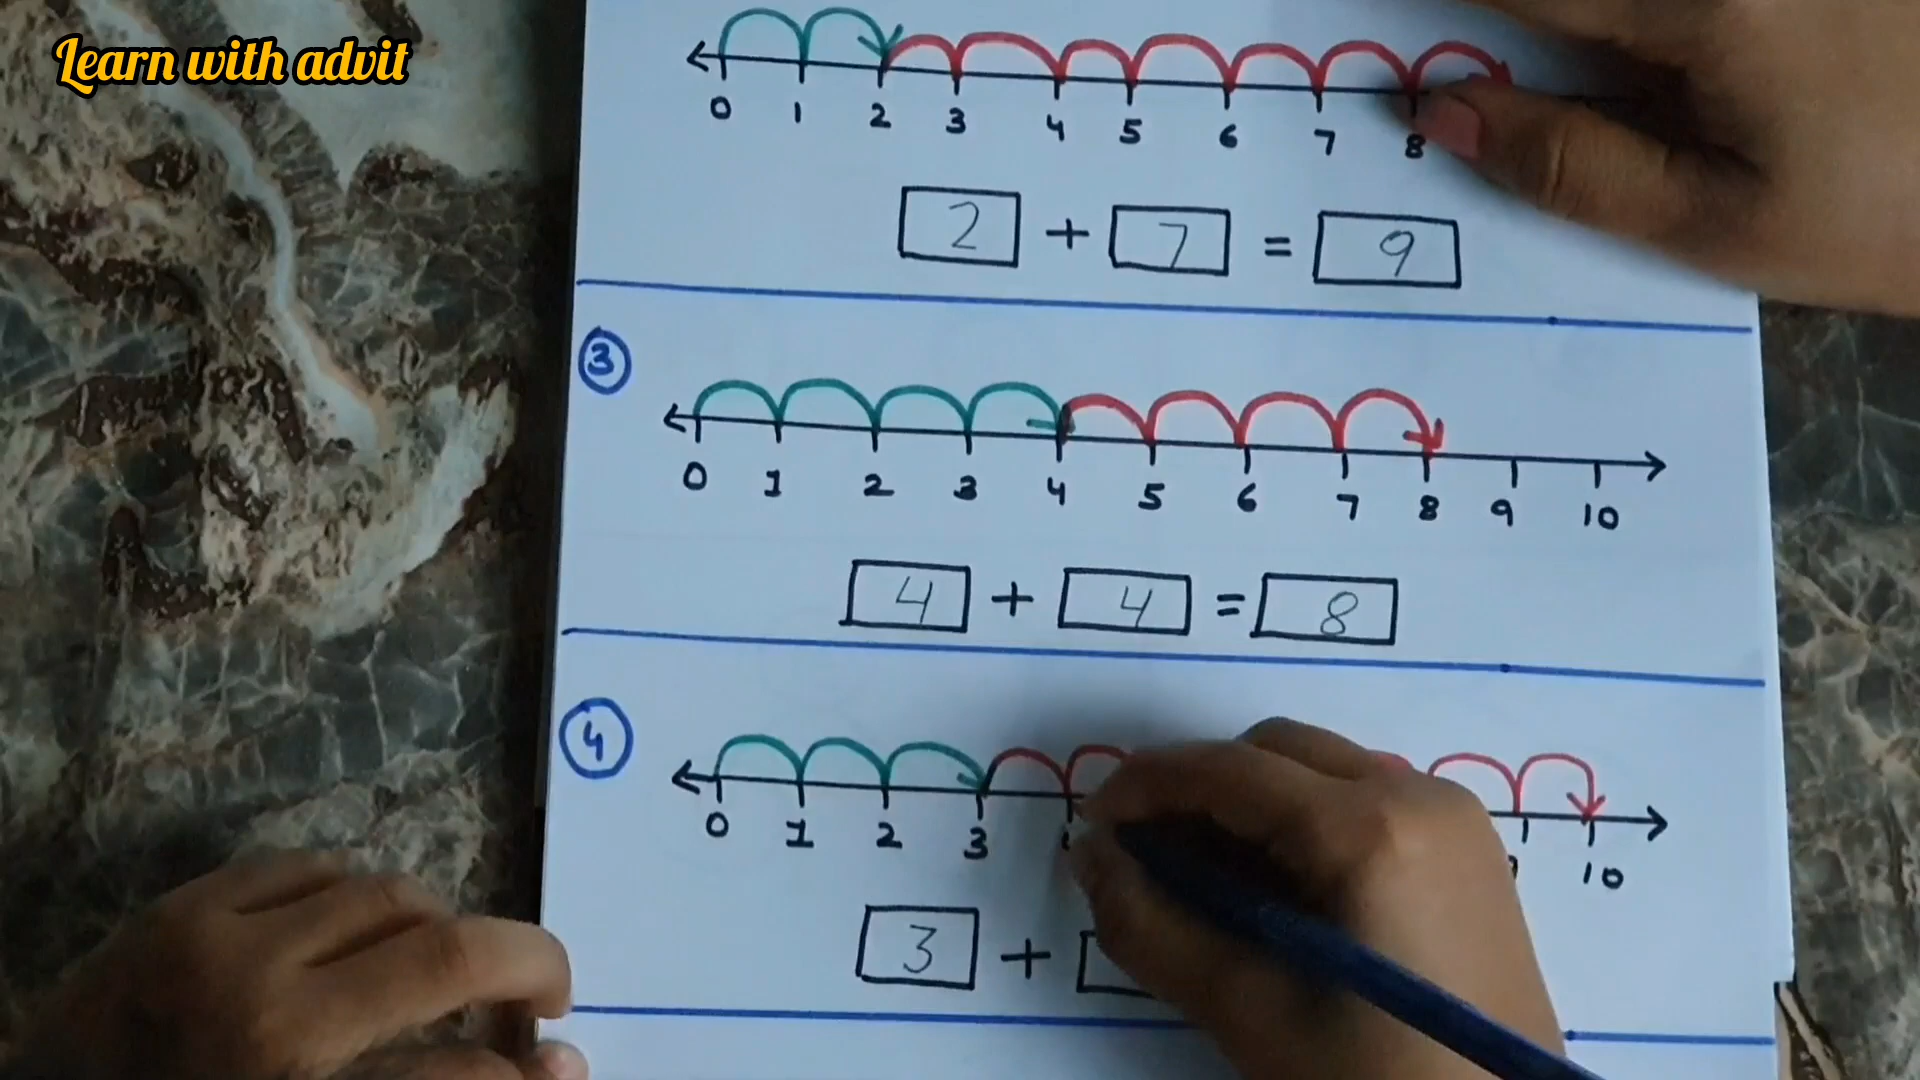 Learn with advit
0 1 2 3 4 5 6 7 8
2 + 7 = 9
3
0 1 2 3 4 5 6 7 8 9 10
4 + 4 = 8
4
0 1 2 3 10
3 +